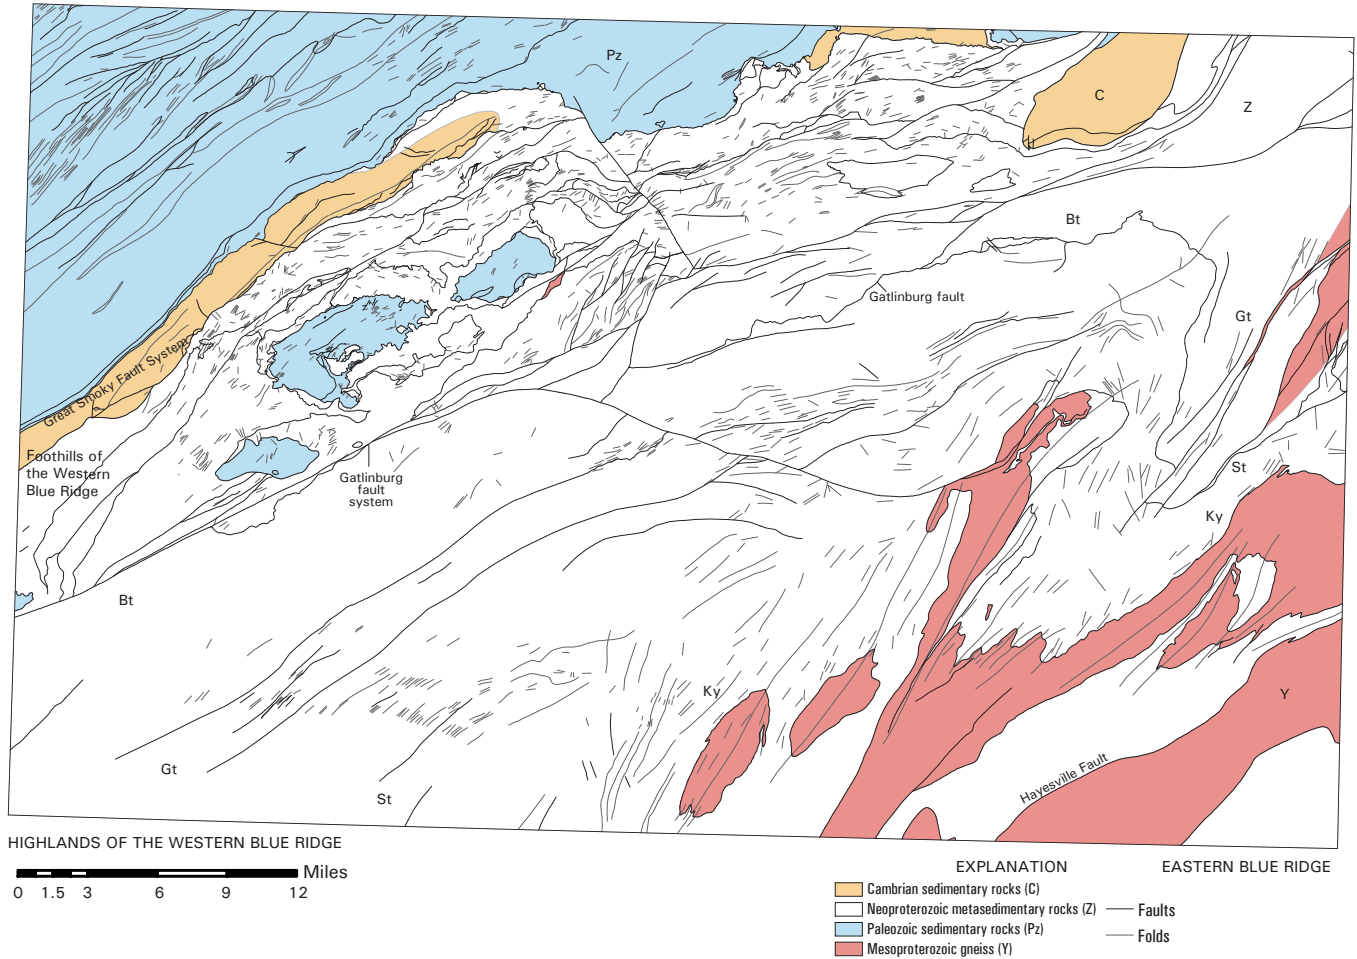 Pz
C
Z
Bt
Gatlinburg fault
Gt
Great Smoky Fault System
Foothills of
the Western
Blue Ridge
Gatlinburg
fault
system
St
Ky
Bt
Ky
Y
Gt
Hayesville Fault
St
HIGHLANDS OF THE WESTERN BLUE RIDGE
Miles
0 1.5 3 6 9 12
EXPLANATION
EASTERN BLUE RIDGE
Cambrian sedimentary rocks (C)
Neoproterozoic metasedimentary rocks (Z)
Paleozoic sedimentary rocks (Pz)
Mesoproterozoic gneiss (Y)
Faults
Folds